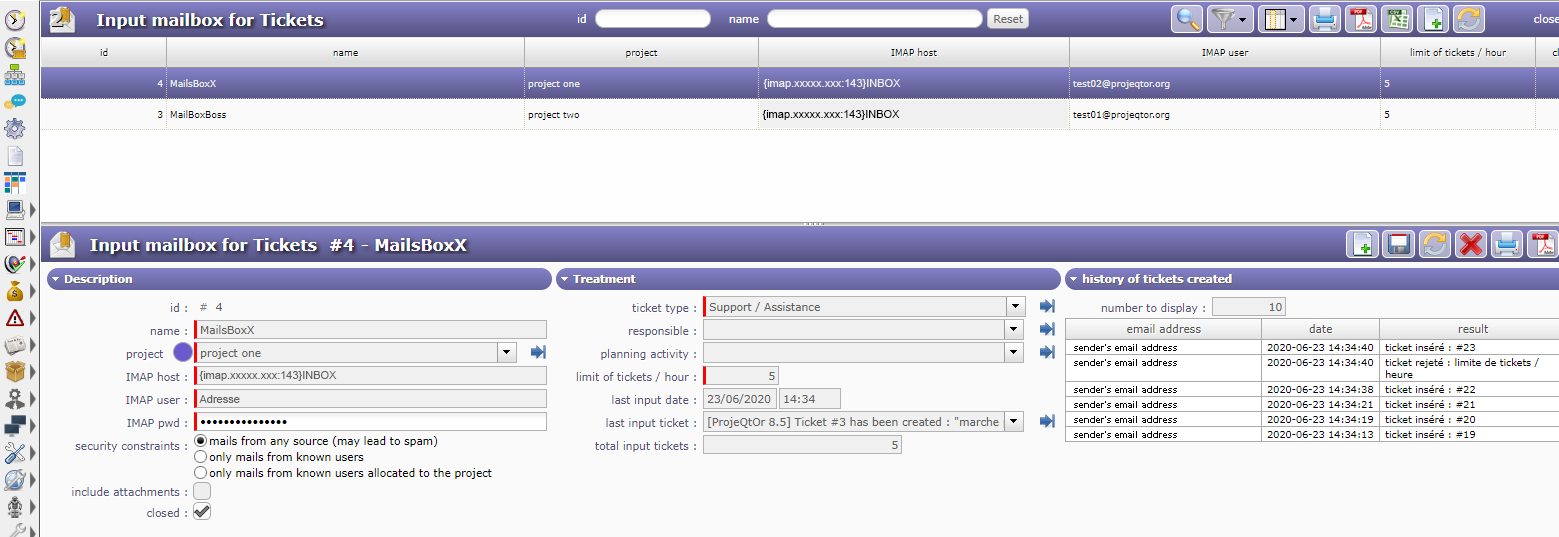 Input mailbox for Tickets id name Reset close
id name project IMAP host IMAP user limit of tickets / hour cl
4 MailsBoxX project one {imap.xxxxx.xxx:143}INBOX test02@projeqtor.org 5
3 MailBoxBoss project two {imap.xxxxx.xxx:143}INBOX test01@projeqtor.org 5
Input mailbox for Tickets #4 - MailsBoxX
Description
id : # 4
name : MailsBoxX
project project one
IMAP host : {imap.xxxxx.xxx:143}INBOX
IMAP user : Adresse
IMAP pwd : •••••••••••••••
security constraints : mails from any source (may lead to spam)
only mails from known users
only mails from known users allocated to the project
include attachments :
closed :
Treatment
ticket type : Support / Assistance
responsible :
planning activity :
limit of tickets / hour : 5
last input date : 23/06/2020 14:34
last input ticket : [ProjeQtOr 8.5] Ticket #3 has been created : "marche
total input tickets : 5
history of tickets created
number to display : 10
email address date result
sender's email address 2020-06-23 14:34:40 ticket inséré : #23
sender's email address 2020-06-23 14:34:40 ticket rejeté : limite de tickets /
heure
sender's email address 2020-06-23 14:34:38 ticket inséré : #22
sender's email address 2020-06-23 14:34:21 ticket inséré : #21
sender's email address 2020-06-23 14:34:19 ticket inséré : #20
sender's email address 2020-06-23 14:34:13 ticket inséré : #19